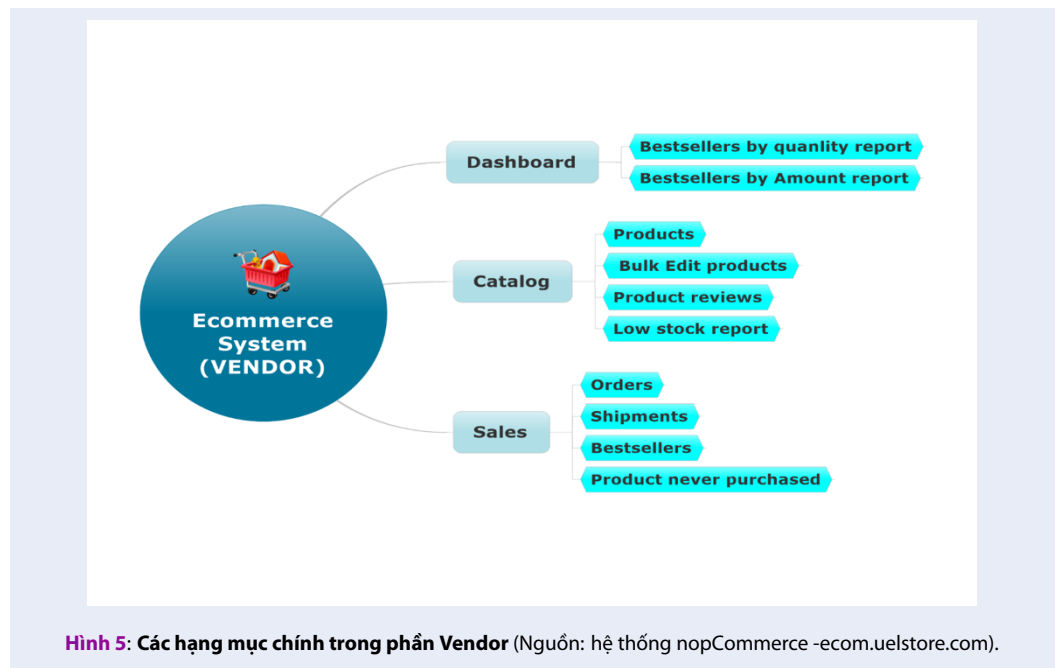 Ecommerce
System
(VENDOR)
Dashboard
Bestsellers by quanlity report
Bestsellers by Amount report
Catalog
Products
Bulk Edit products
Product reviews
Low stock report
Sales
Orders
Shipments
Bestsellers
Product never purchased
Hình 5: Các hạng mục chính trong phần Vendor (Nguồn: hệ thống nopCommerce -ecom.uelstore.com).